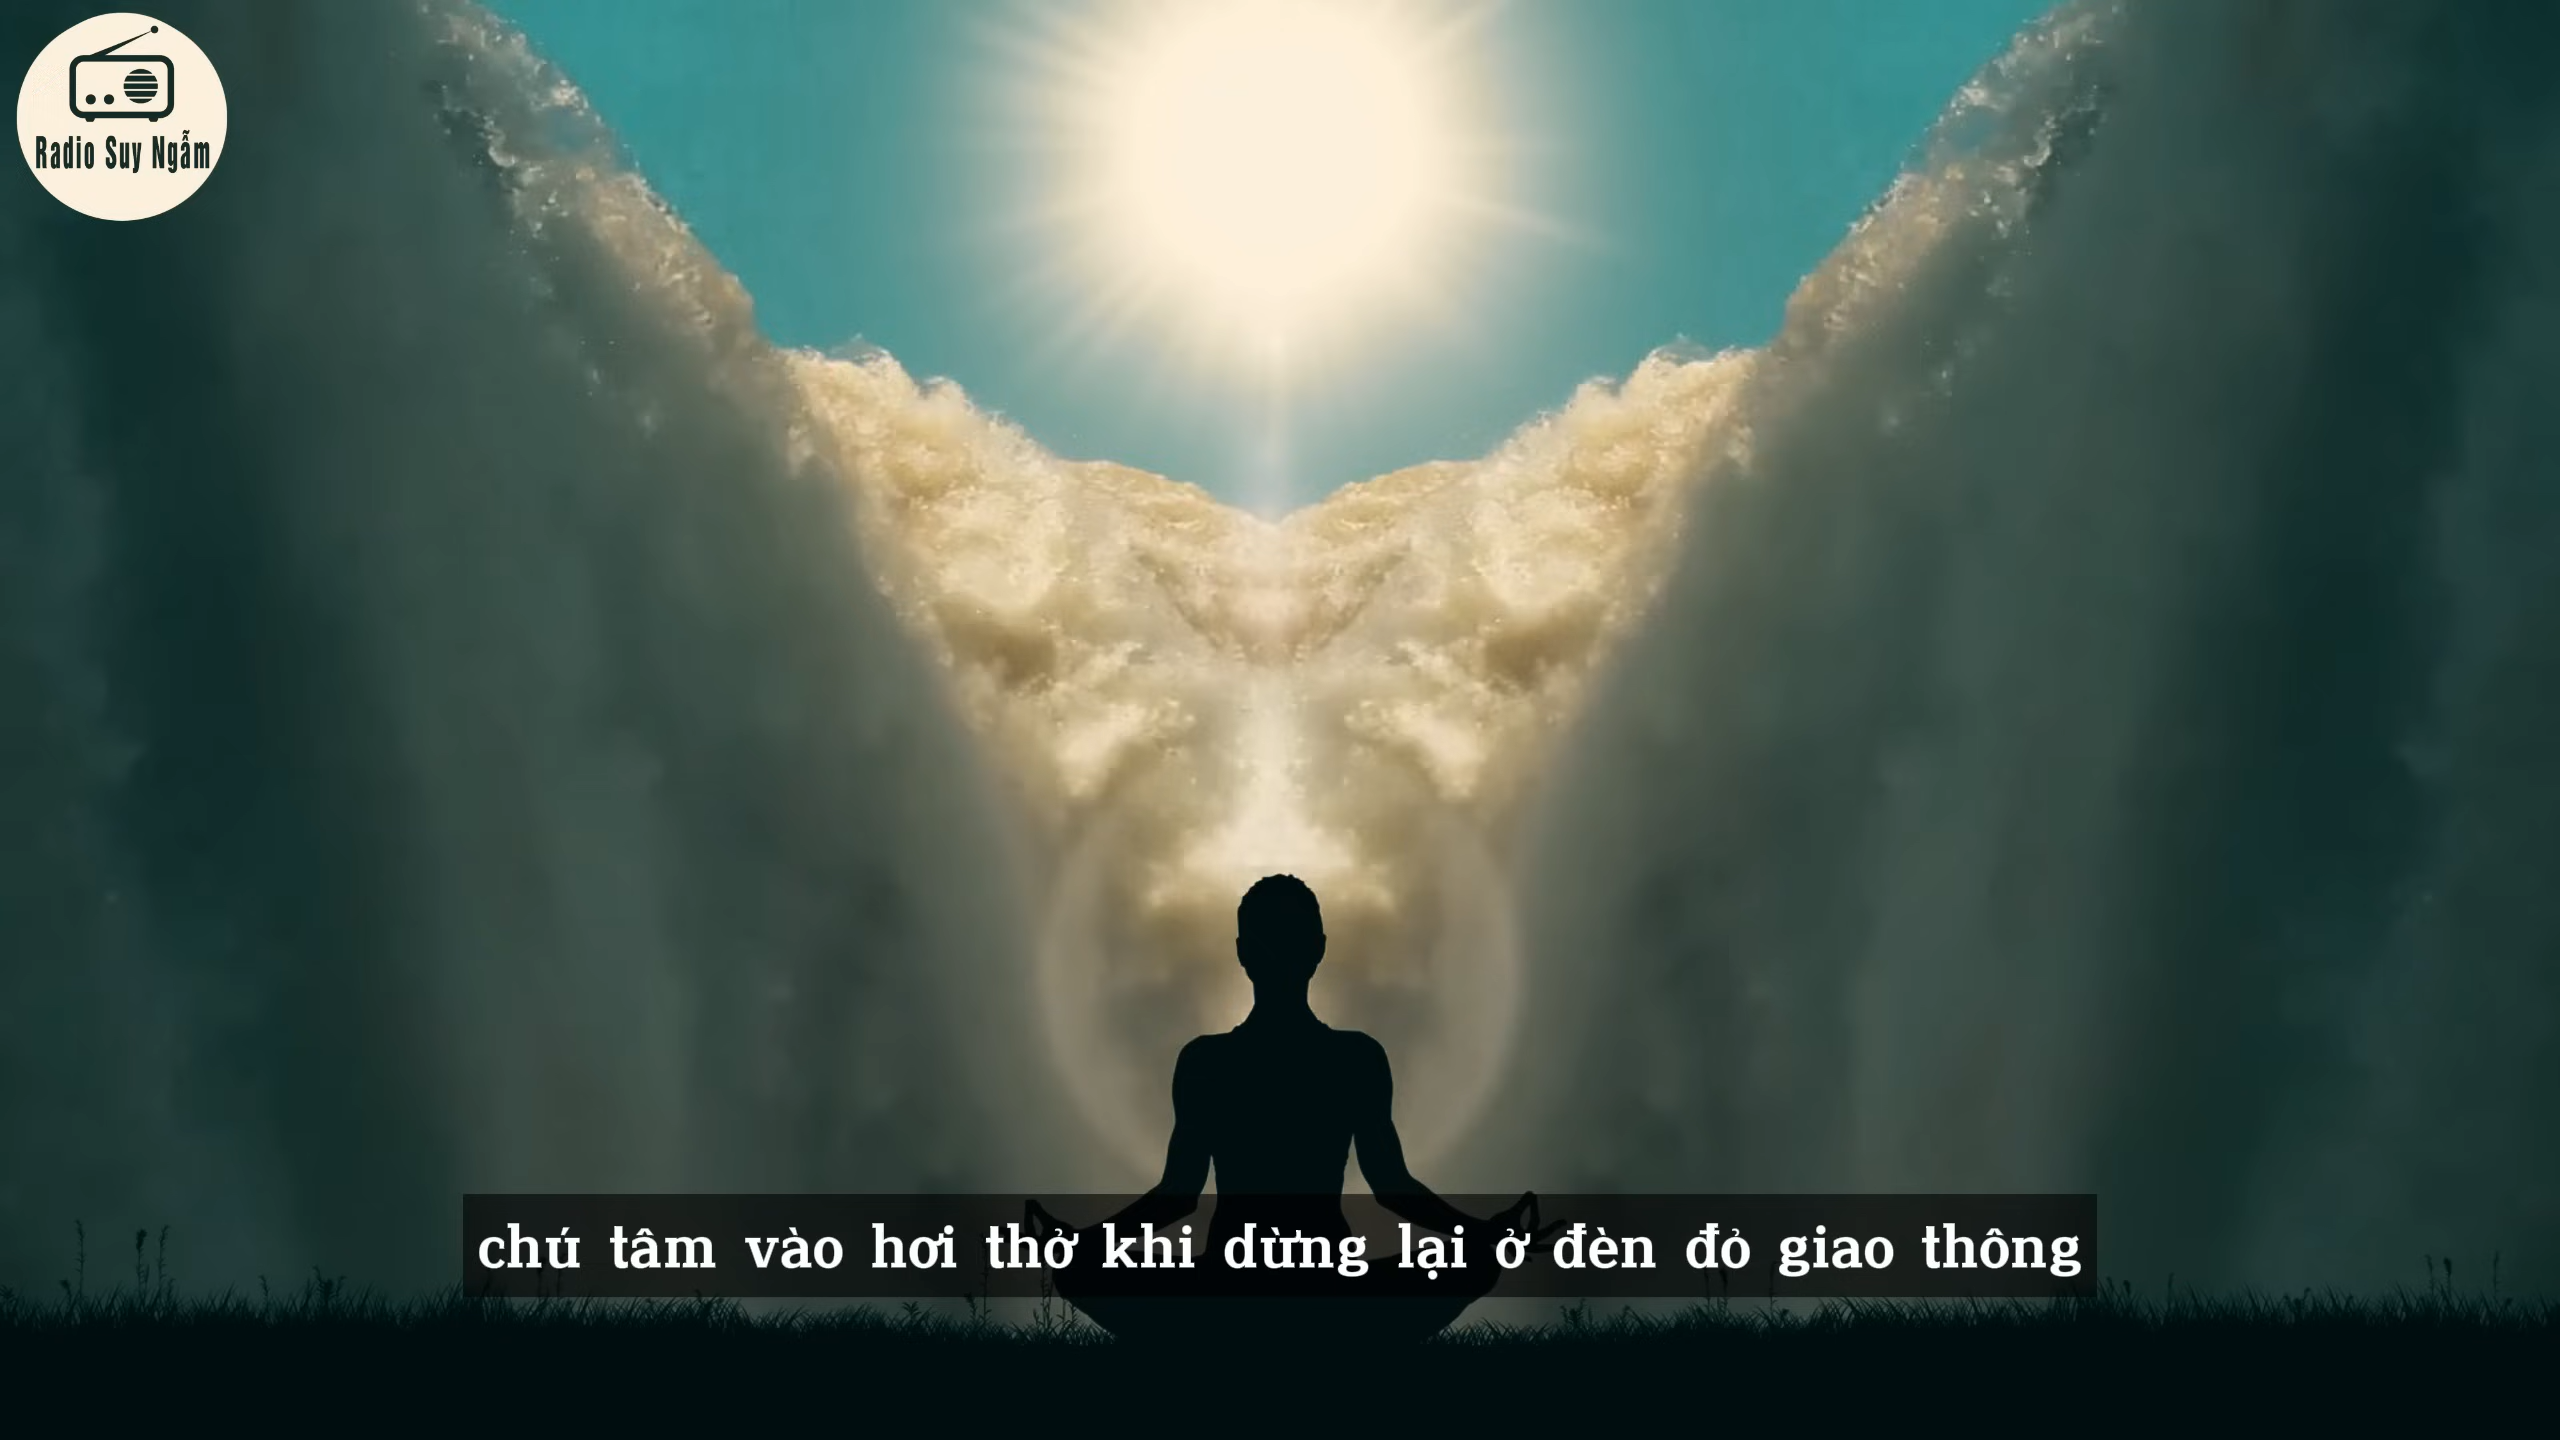 Radio Suy Ngẫm
chú tâm vào hơi thở khi dừng lại ở đèn đỏ giao thông